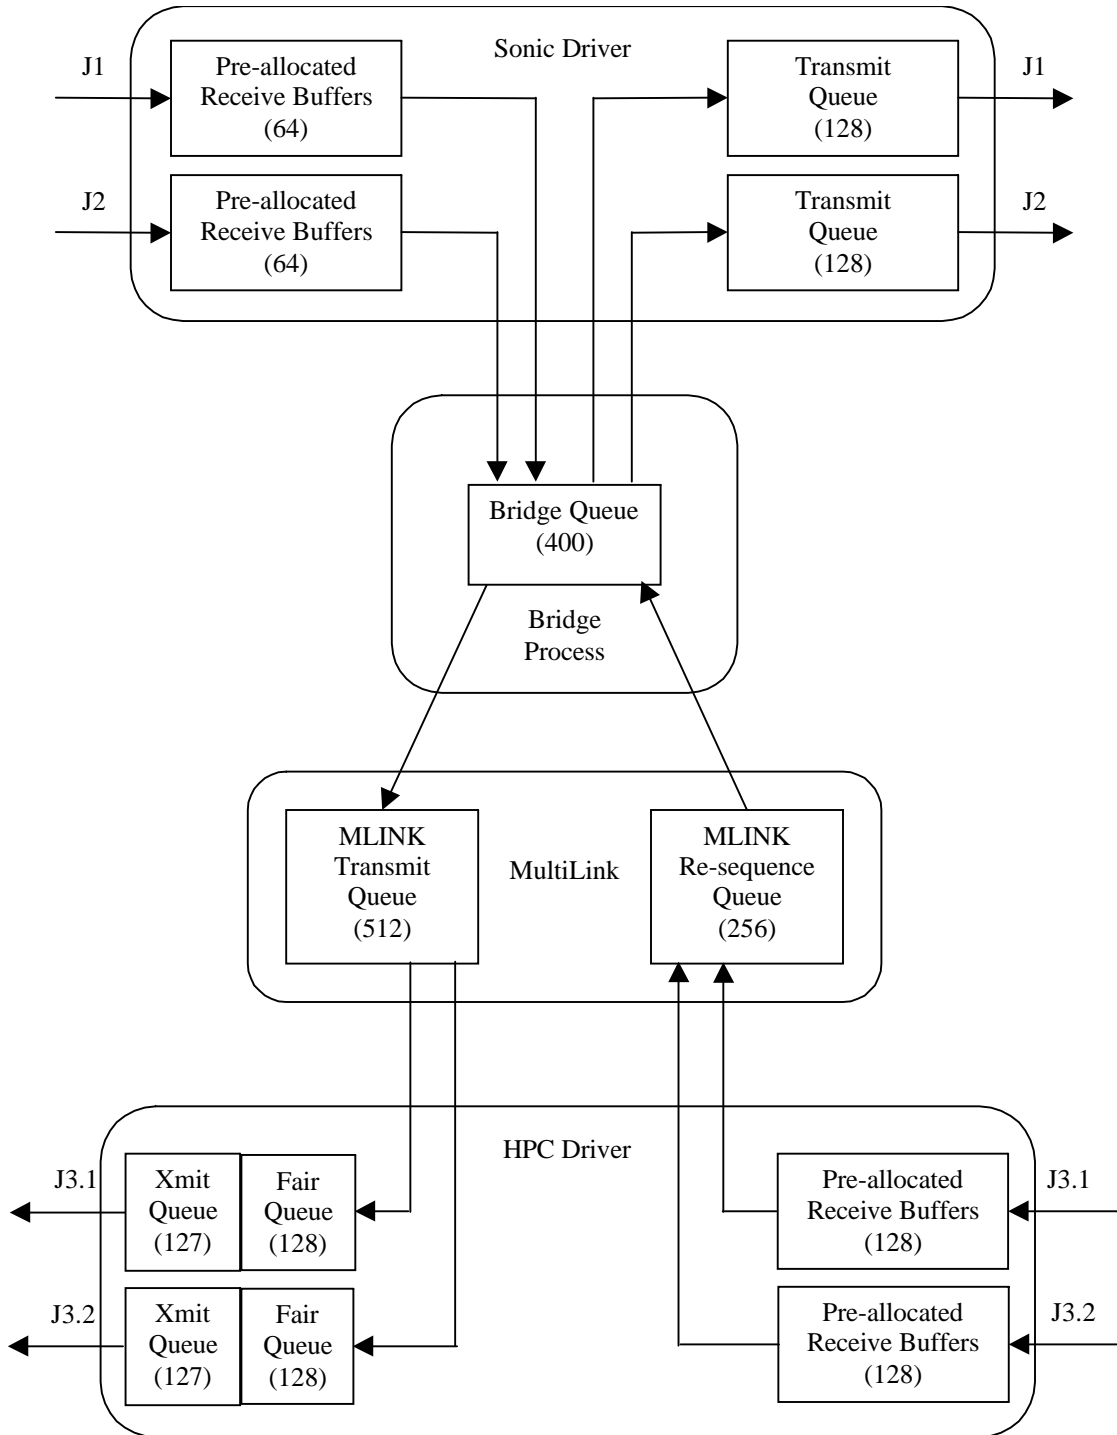 Sonic Driver
J1
Pre-allocated
Receive Buffers
(64)
Transmit
Queue
(128)
J1
J2
Pre-allocated
Receive Buffers
(64)
Transmit
Queue
(128)
J2
Bridge Queue
(400)
Bridge
Process
MLINK
Transmit
Queue
(512)
MultiLink
MLINK
Re-sequence
Queue
(256)
HPC Driver
J3.1
Xmit
Queue
(127)
Fair
Queue
(128)
Pre-allocated
Receive Buffers
(128)
J3.1
J3.2
Xmit
Queue
(127)
Fair
Queue
(128)
Pre-allocated
Receive Buffers
(128)
J3.2